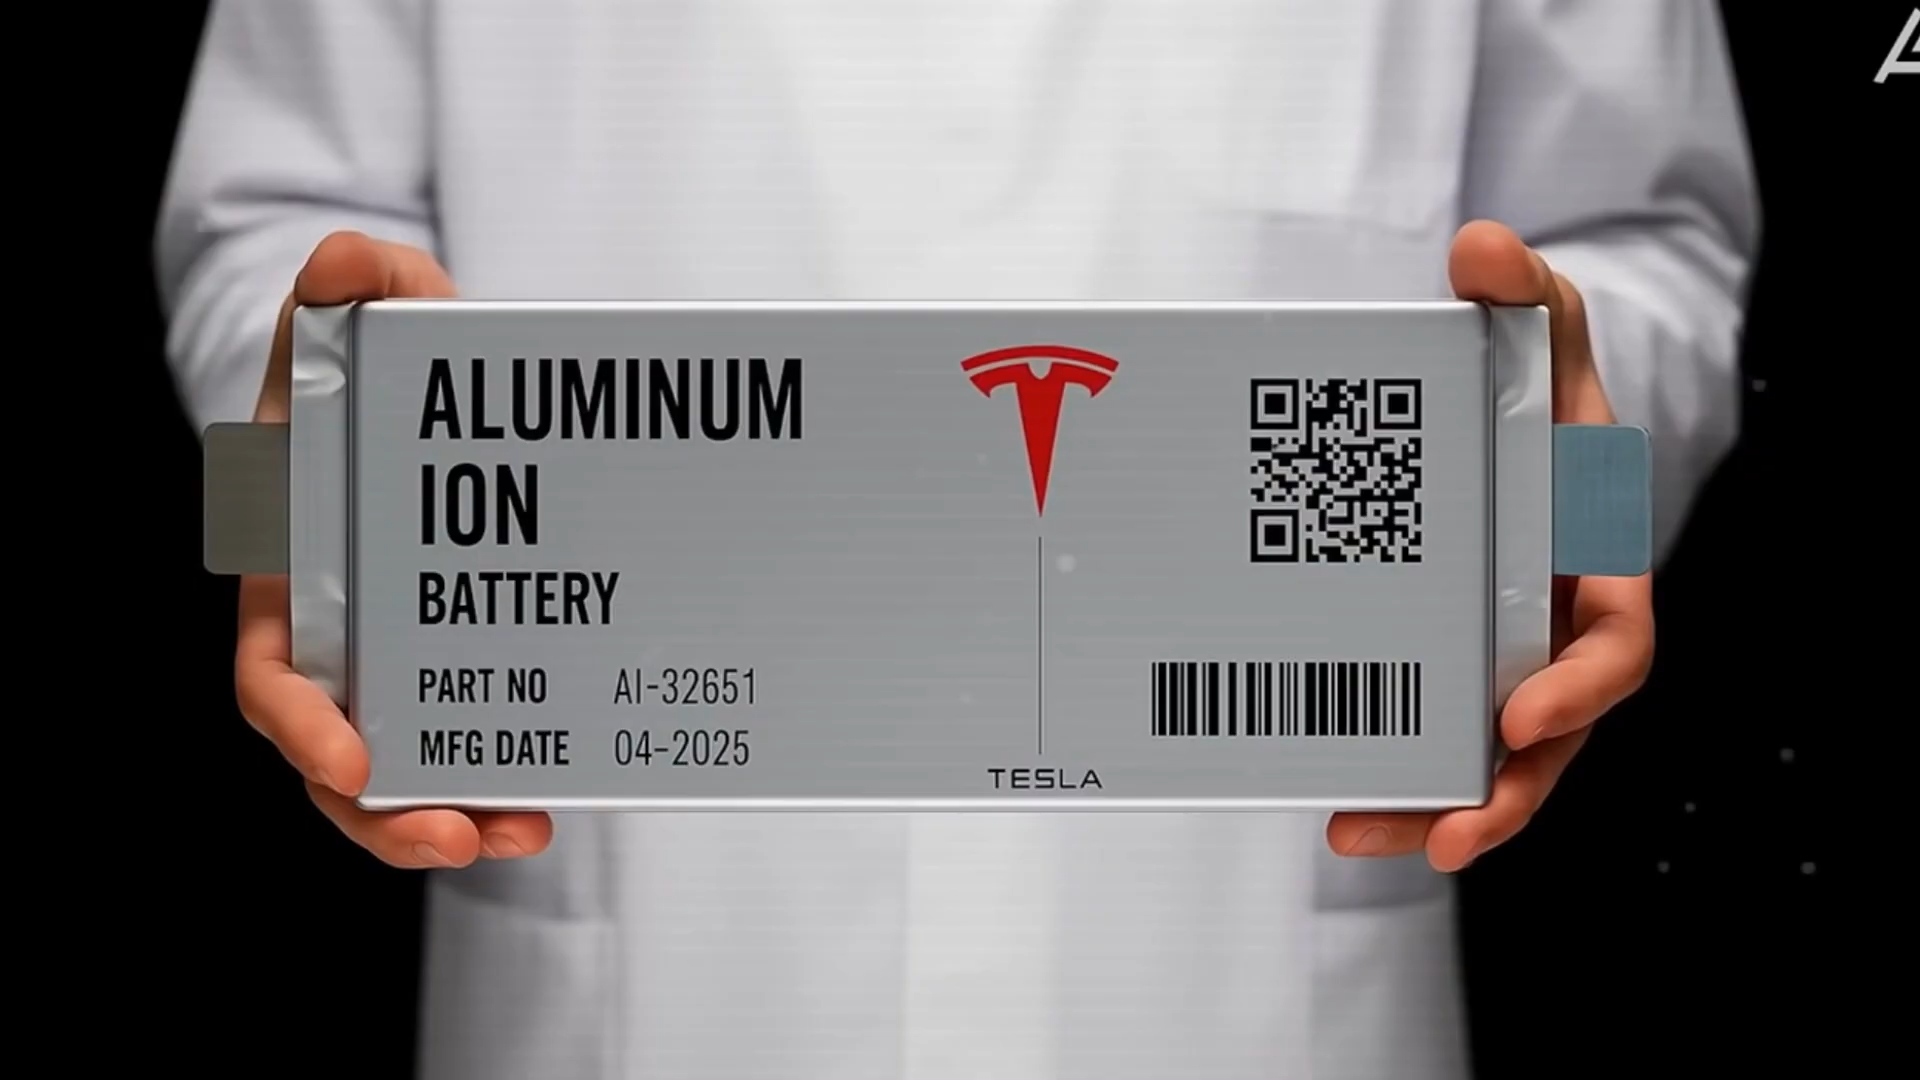 ALUMINUM
ION
BATTERY
PART NO AI-32651
MFG DATE 04-2025
TESLA